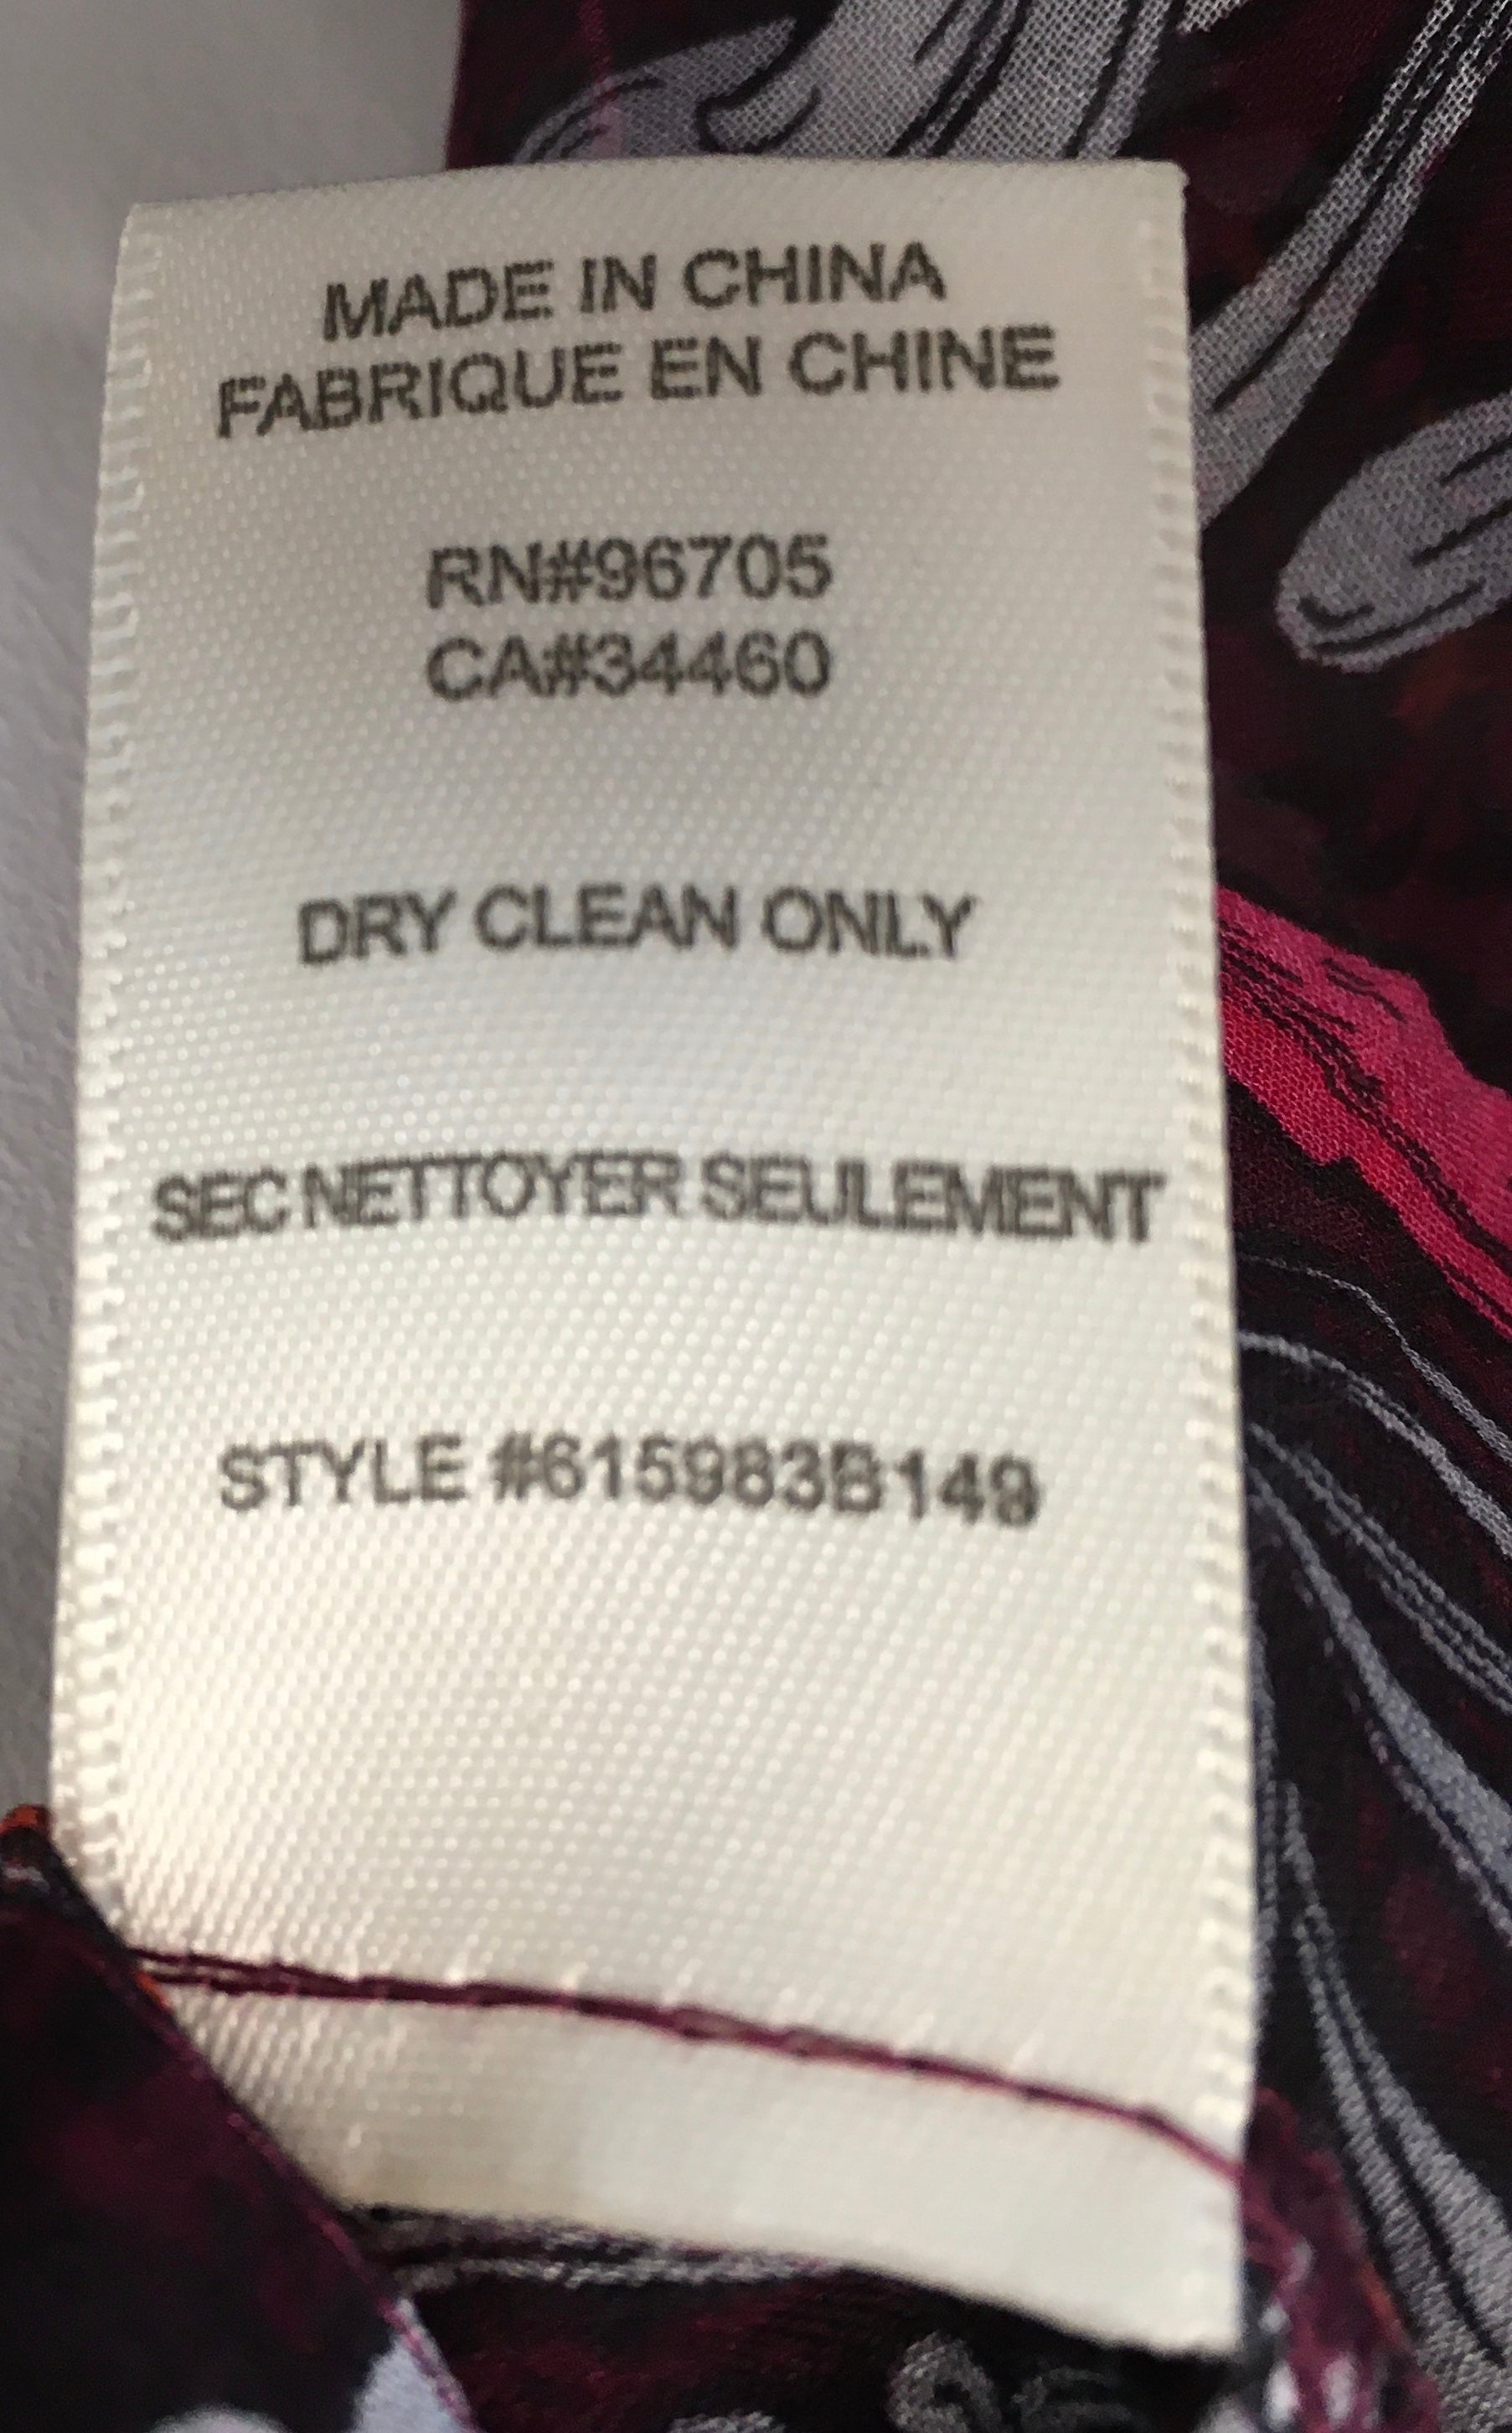 MADE IN CHINA
FABRIQUE EN CHINE
RN#96705
CA#34460
DRY CLEAN ONLY
SEC NETTOYER SEULEMENT
STYLE #615983B149